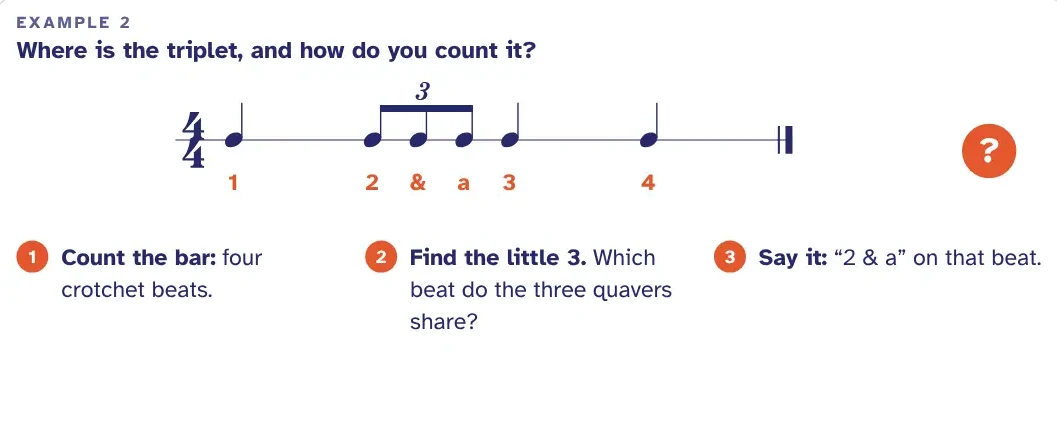 EXAMPLE 2
Where is the triplet, and how do you count it?
3
4
4
1 2 & a 3 4
?
1 Count the bar: four
crotchet beats.
2 Find the little 3. Which
beat do the three quavers
share?
3 Say it: “2 & a” on that beat.